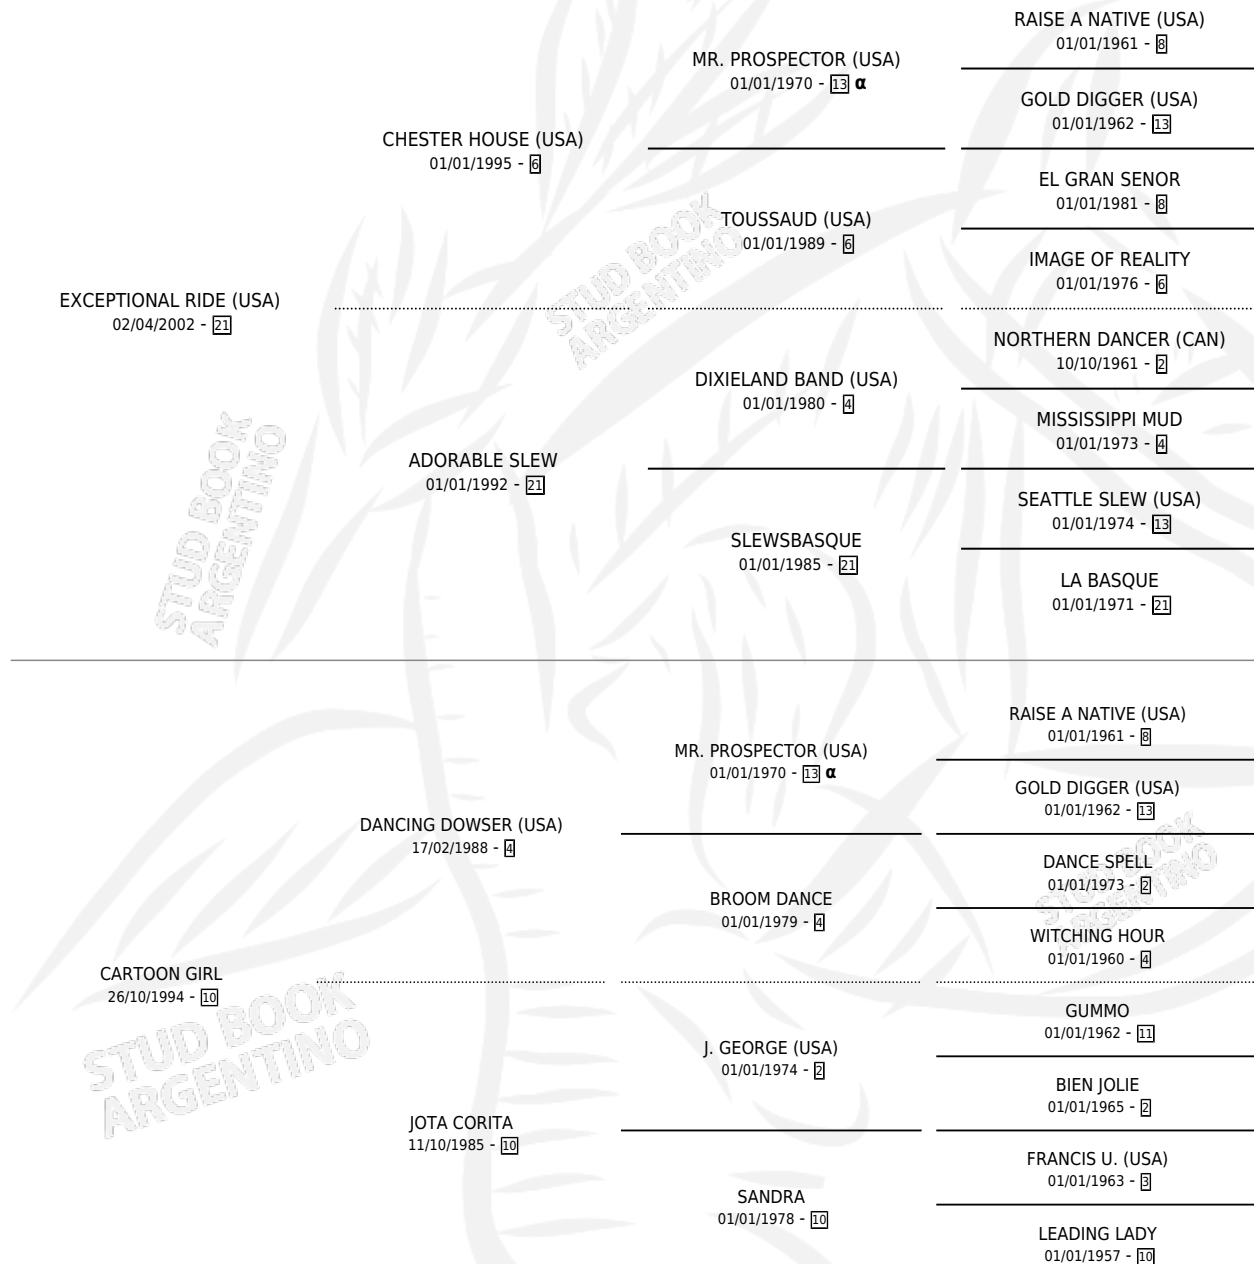 RAISE A NATIVE (USA)
01/01/1961 - 8
MR. PROSPECTOR (USA)
01/01/1970 - 13 α
GOLD DIGGER (USA)
01/01/1962 - 13
CHESTER HOUSE (USA)
01/01/1995 - 6
EL GRAN SENOR
01/01/1981 - 8
TOUSSAUD (USA)
01/01/1989 - 6
IMAGE OF REALITY
01/01/1976 - 6
STUD BOOK
ARGENTINO
EXCEPTIONAL RIDE (USA)
02/04/2002 - 21
NORTHERN DANCER (CAN)
10/10/1961 - 2
DIXIELAND BAND (USA)
01/01/1980 - 4
MISSISSIPPI MUD
01/01/1973 - 4
ADORABLE SLEW
01/01/1992 - 21
SEATTLE SLEW (USA)
01/01/1974 - 13
SLEWSBASQUE
01/01/1985 - 21
LA BASQUE
01/01/1971 - 21
STUD BOOK
ARGENTINO
RAISE A NATIVE (USA)
01/01/1961 - 8
MR. PROSPECTOR (USA)
01/01/1970 - 13 α
GOLD DIGGER (USA)
01/01/1962 - 13
DANCING DOWSER (USA)
17/02/1988 - 4
DANCE SPELL
01/01/1973 - 2
BROOM DANCE
01/01/1979 - 4
WITCHING HOUR
01/01/1960 - 4
STUD BOOK
ARGENTINO
CARTOON GIRL
26/10/1994 - 10
GUMMO
01/01/1962 - 11
J. GEORGE (USA)
01/01/1974 - 2
BIEN JOLIE
01/01/1965 - 2
STUD BOOK
ARGENTINO
JOTA CORITA
11/10/1985 - 10
FRANCIS U. (USA)
01/01/1963 - 3
SANDRA
01/01/1978 - 10
LEADING LADY
01/01/1957 - 10